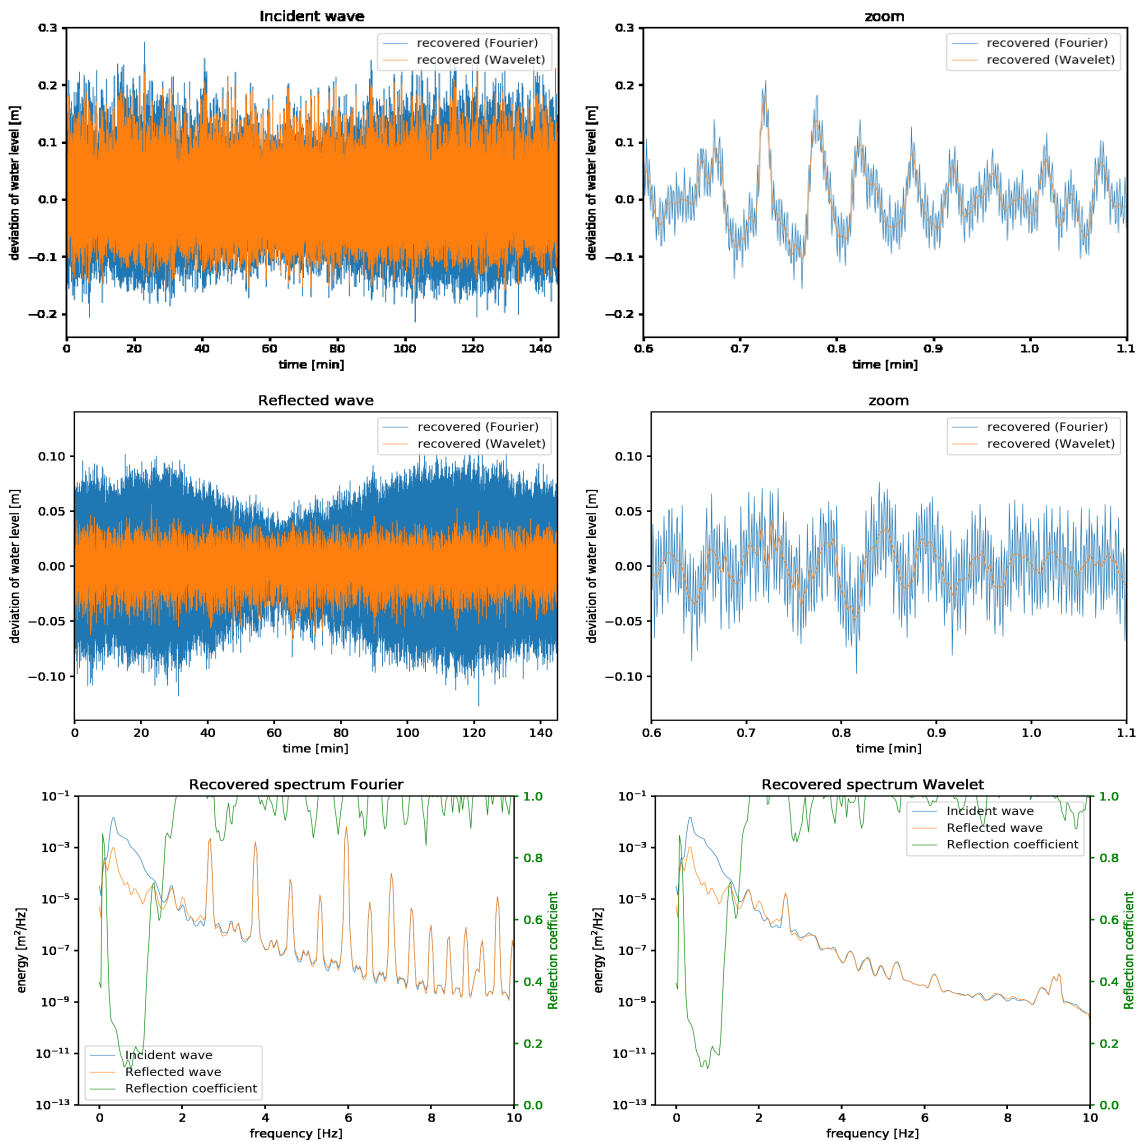 Incident wave
recovered (Fourier)
recovered (Wavelet)
0.3
0.2
0.1
0.0
−0.1
−0.2
deviation of water level [m]
0 20 40 60 80 100 120 140
time [min]
zoom
recovered (Fourier)
recovered (Wavelet)
0.3
0.2
0.1
0.0
−0.1
−0.2
deviation of water level [m]
0.6 0.7 0.8 0.9 1.0 1.1
time [min]
Reflected wave
recovered (Fourier)
recovered (Wavelet)
0.10
0.05
0.00
−0.05
−0.10
deviation of water level [m]
0 20 40 60 80 100 120 140
time [min]
zoom
recovered (Fourier)
recovered (Wavelet)
0.10
0.05
0.00
−0.05
−0.10
deviation of water level [m]
0.6 0.7 0.8 0.9 1.0 1.1
time [min]
Recovered spectrum Fourier
10⁻¹
10⁻³
10⁻⁵
10⁻⁷
10⁻⁹
10⁻¹¹
10⁻¹³
energy [m²/Hz]
Incident wave
Reflected wave
Reflection coefficient
1.0
0.8
0.6
0.4
0.2
0.0
Reflection coefficient
0 2 4 6 8 10
frequency [Hz]
Recovered spectrum Wavelet
Incident wave
Reflected wave
Reflection coefficient
10⁻¹
10⁻³
10⁻⁵
10⁻⁷
10⁻⁹
10⁻¹¹
10⁻¹³
energy [m²/Hz]
1.0
0.8
0.6
0.4
0.2
0.0
Reflection coefficient
0 2 4 6 8 10
frequency [Hz]